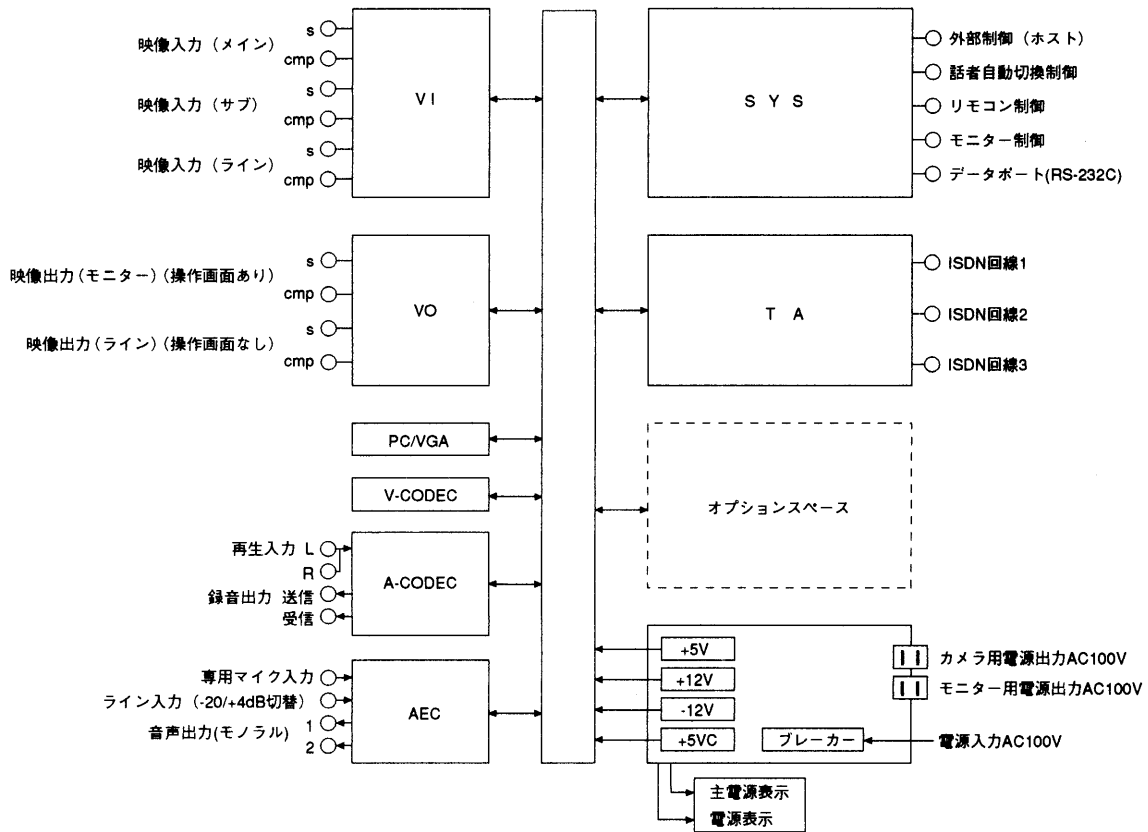 映像入力（メイン）
s
cmp
映像入力（サブ）
s
cmp
映像入力（ライン）
s
cmp
VI
SYS
外部制御（ホスト）
話者自動切換制御
リモコン制御
モニター制御
データポート(RS-232C)
映像出力(モニター)(操作画面あり)
s
cmp
映像出力(ライン)(操作画面なし)
s
cmp
VO
TA
ISDN回線1
ISDN回線2
ISDN回線3
PC/VGA
V-CODEC
オプションスペース
再生入力 L
R
録音出力 送信
受信
A-CODEC
専用マイク入力
ライン入力（-20/+4dB切替）
音声出力(モノラル) 1
2
AEC
+5V
+12V
-12V
+5VC
ブレーカー
カメラ用電源出力AC100V
モニター用電源出力AC100V
電源入力AC100V
主電源表示
電源表示